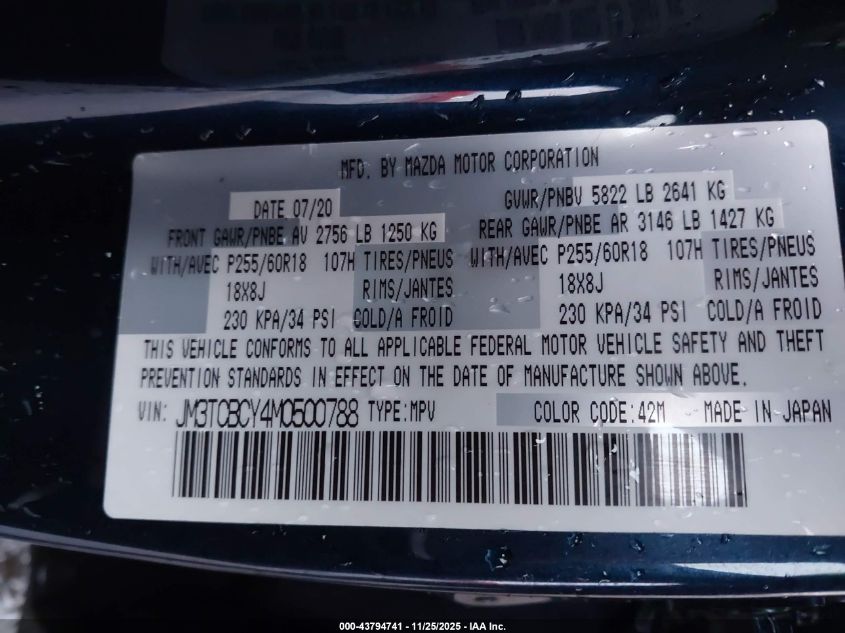 MFD. BY MAZDA MOTOR CORPORATION
DATE 07/20 GVWR/PNBV 5822 LB 2641 KG
FRONT GAWR/PNBE AV 2756 LB 1250 KG REAR GAWR/PNBE AR 3146 LB 1427 KG
WITH/AVEC P255/60R18 107H TIRES/PNEUS WITH/AVEC P255/60R18 107H TIRES/PNEUS
18X8J RIMS/JANTES 18X8J RIMS/JANTES
230 KPA/34 PSI COLD/A FROID 230 KPA/34 PSI COLD/A FROID
THIS VEHICLE CONFORMS TO ALL APPLICABLE FEDERAL MOTOR VEHICLE SAFETY AND THEFT
PREVENTION STANDARDS IN EFFECT ON THE DATE OF MANUFACTURE SHOWN ABOVE.
VIN: JM3TCBCY4M0500788 TYPE:MPV COLOR CODE:42M MADE IN JAPAN
000-43794741 - 11/25/2025 - IAA Inc.